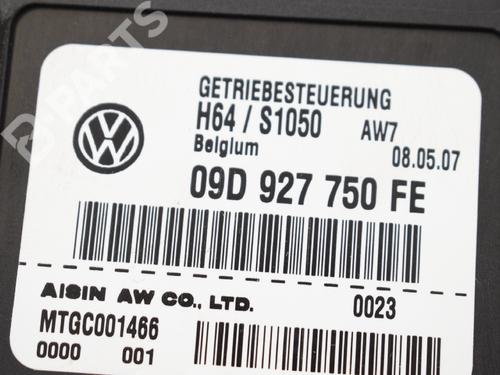 B-PARTS
GETRIEBESTEUERUNG
H64 / S1050 AW7
Belgium 08.05.07
09D 927 750 FE
AISIN AW CO., LTD. 0023
MTGC001466
0000 001